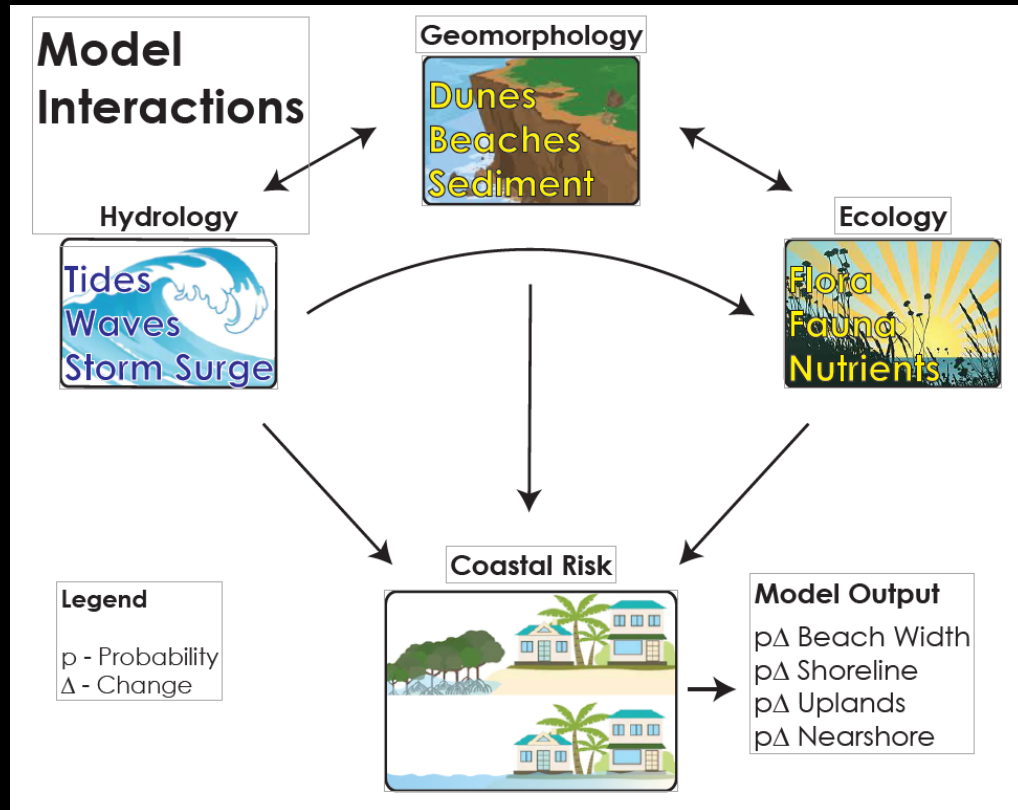 Model
Interactions
Geomorphology
Dunes
Beaches
Sediment
Hydrology
Tides
Waves
Storm Surge
Ecology
Flora
Fauna
Nutrients
Coastal Risk
Legend
p - Probability
Δ - Change
Model Output
pΔ Beach Width
pΔ Shoreline
pΔ Uplands
pΔ Nearshore